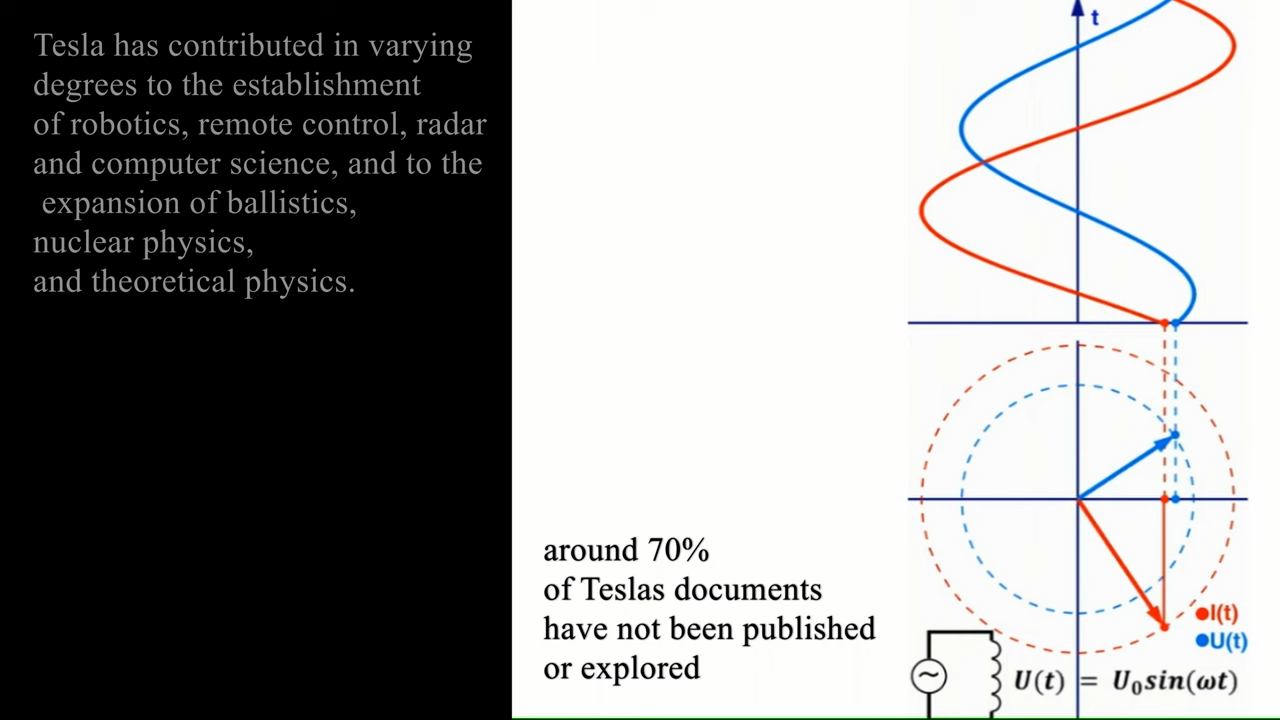 Tesla has contributed in varying
degrees to the establishment
of robotics, remote control, radar
and computer science, and to the
expansion of ballistics,
nuclear physics,
and theoretical physics.
t
around 70%
of Teslas documents
have not been published
or explored
I(t)
U(t)
U(t) = U₀sin(ωt)